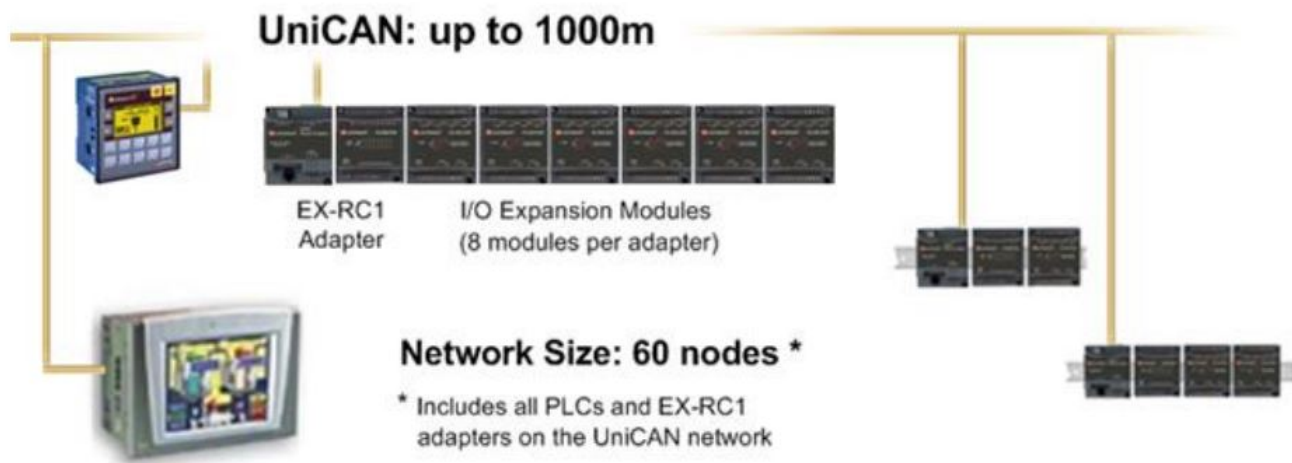 UniCAN: up to 1000m
EX-RC1
Adapter
I/O Expansion Modules
(8 modules per adapter)
Network Size: 60 nodes *
* Includes all PLCs and EX-RC1
adapters on the UniCAN network